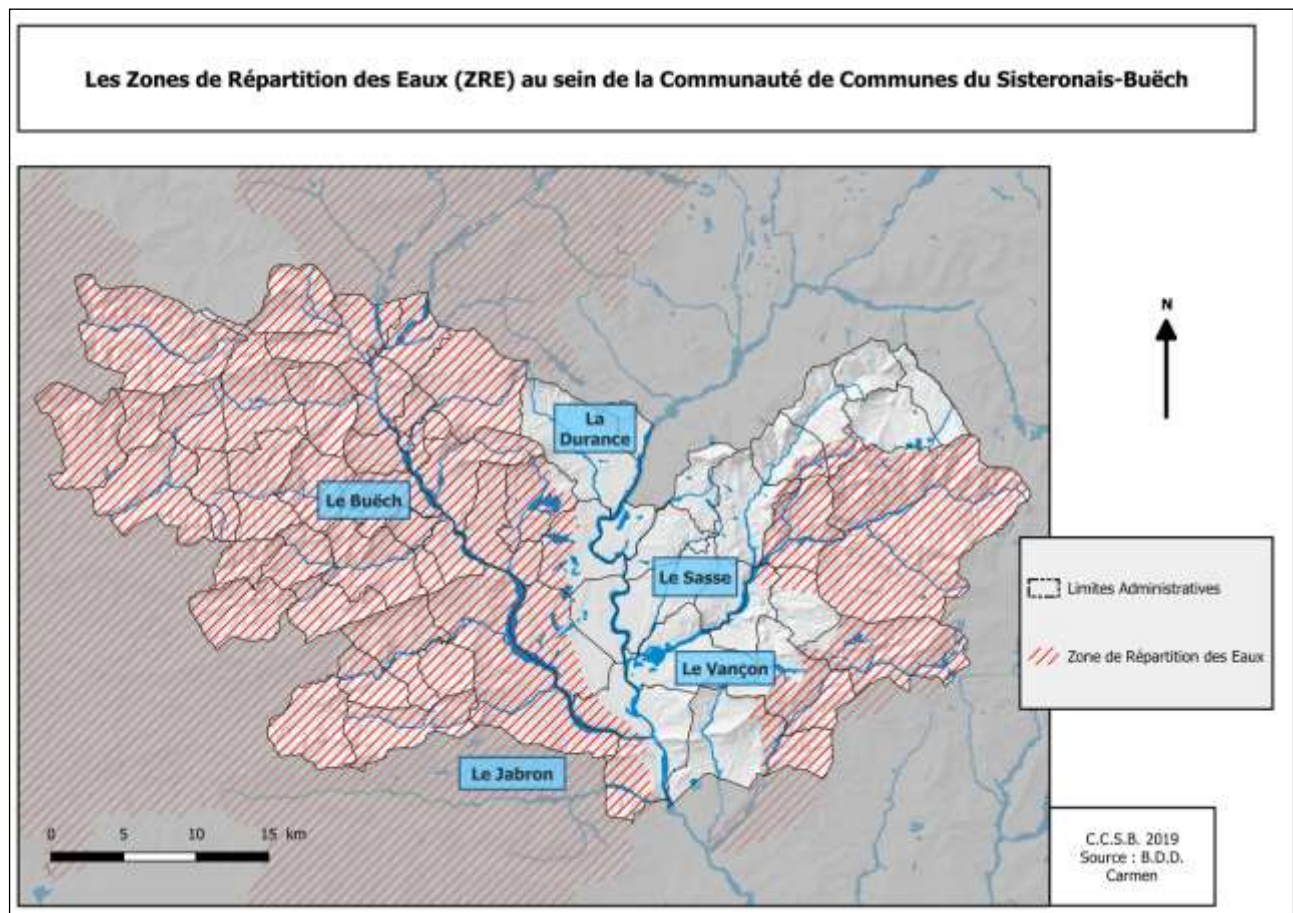 Les Zones de Répartition des Eaux (ZRE) au sein de la Communauté de Communes du Sisteronais-Buëch
N
La
Durance
Le Buëch
Le Sasse
Le Vançon
Le Jabron
Limites Administratives
Zone de Répartition des Eaux
0 5 10 15 km
C.C.S.B. 2019
Source : B.D.D.
Carmen